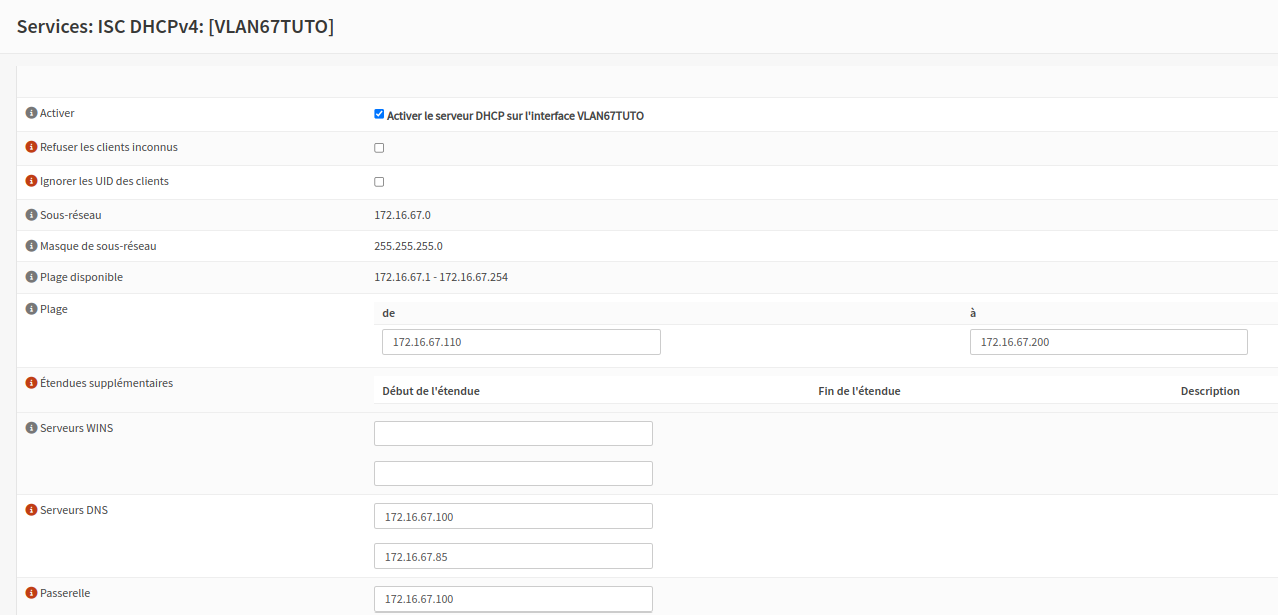 Services: ISC DHCPv4: [VLAN67TUTO]
Activer
Activer le serveur DHCP sur l'interface VLAN67TUTO
Refuser les clients inconnus
Ignorer les UID des clients
Sous-réseau
172.16.67.0
Masque de sous-réseau
255.255.255.0
Plage disponible
172.16.67.1 - 172.16.67.254
Plage
de
à
172.16.67.110
172.16.67.200
Étendues supplémentaires
Début de l'étendue
Fin de l'étendue
Description
Serveurs WINS
Serveurs DNS
172.16.67.100
172.16.67.85
Passerelle
172.16.67.100